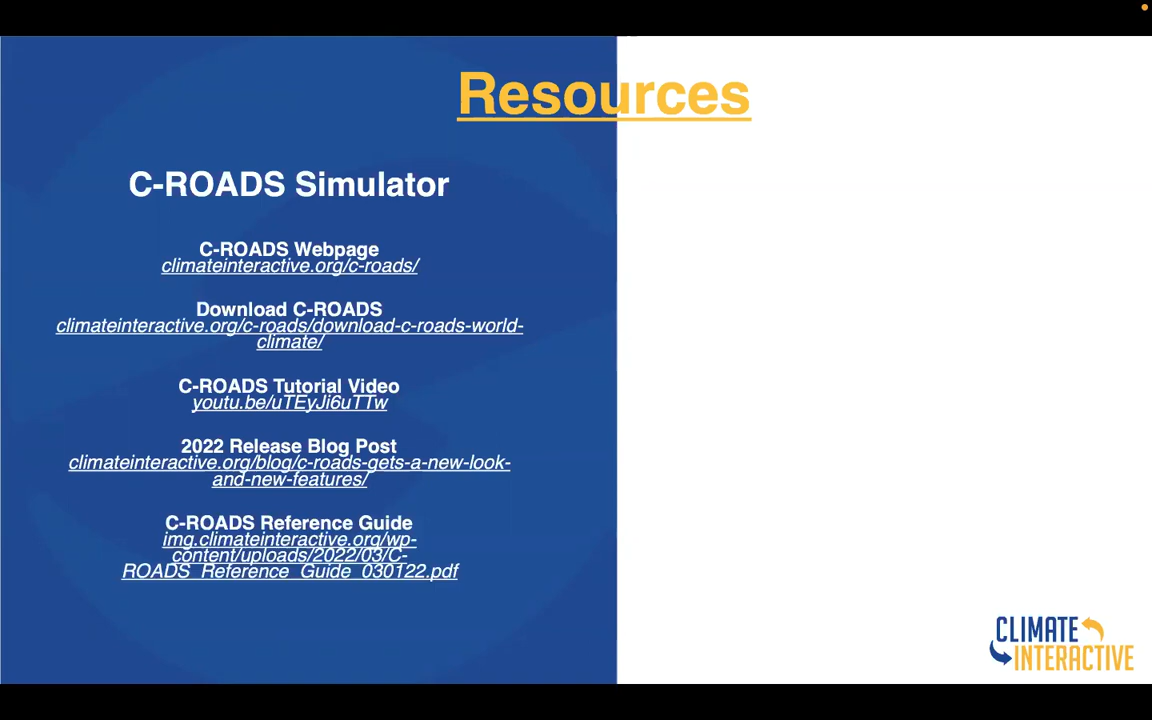 Resources
C-ROADS Simulator
C-ROADS Webpage
climateinteractive.org/c-roads/
Download C-ROADS
climateinteractive.org/c-roads/download-c-roads-world-
climate/
C-ROADS Tutorial Video
youtu.be/uTEyJi6uTTw
2022 Release Blog Post
climateinteractive.org/blog/c-roads-gets-a-new-look-
and-new-features/
C-ROADS Reference Guide
img.climateinteractive.org/wp-
content/uploads/2022/03/C-
ROADS_Reference_Guide_030122.pdf
CLIMATE
INTERACTIVE